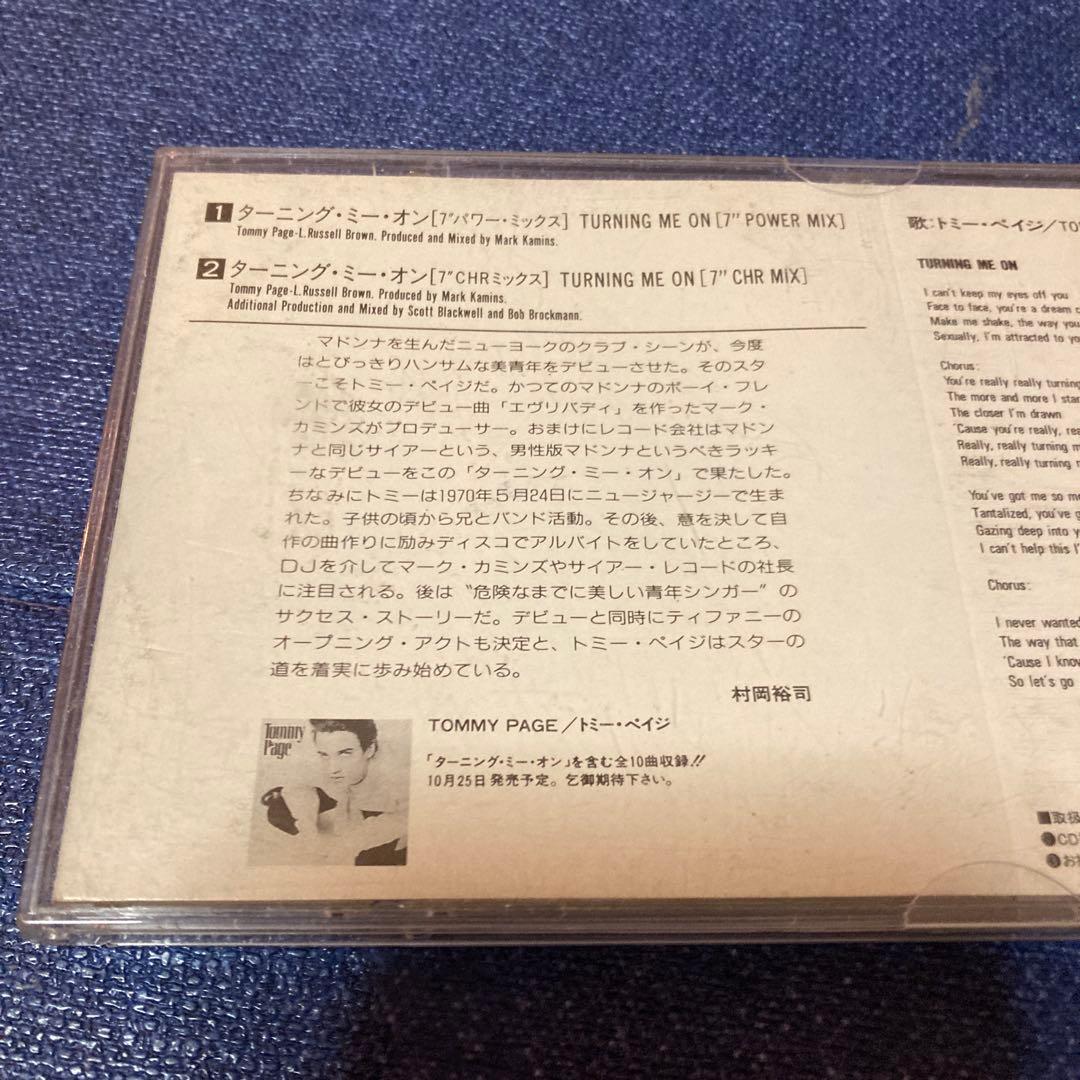 1 ターニング・ミー・オン[7"パワー・ミックス] TURNING ME ON [7" POWER MIX]
Tommy Page-L.Russell Brown. Produced and Mixed by Mark Kamins.
2 ターニング・ミー・オン[7"CHRミックス] TURNING ME ON [7" CHR MIX]
Tommy Page-L.Russell Brown. Produced by Mark Kamins.
Additional Production and Mixed by Scott Blackwell and Bob Brockmann.
マドンナを生んだニューヨークのクラブ・シーンが、今度
はとびっきりハンサムな美青年をデビューさせた。そのスタ
ーこそトミー・ペイジだ。かつてのマドンナのボーイ・フレ
ンドで彼女のデビュー曲「エヴリバディ」を作ったマーク・
カミンズがプロデューサー。おまけにレコード会社はマドン
ナと同じサイアーという、男性版マドンナというべきラッキ
ーなデビューをこの「ターニング・ミー・オン」で果たした。
ちなみにトミーは1970年5月24日にニュージャージーで生ま
れた。子供の頃から兄とバンド活動。その後、意を決して自
作の曲作りに励みディスコでアルバイトをしていたところ、
DJを介してマーク・カミンズやサイアー・レコードの社長
に注目される。後は"危険なまでに美しい青年シンガー"の
サクセス・ストーリーだ。デビューと同時にティファニーの
オープニング・アクトも決定と、トミー・ペイジはスターの
道を着実に歩み始めている。
村岡裕司
Tommy
Page
TOMMY PAGE/トミー・ペイジ
「ターニング・ミー・オン」を含む全10曲収録!!
10月25日発売予定。乞御期待下さい。
歌:トミー・ペイジ/TO
TURNING ME ON
I can't keep my eyes off you
Face to face, you're a dream
Make me shake, the way you
Sexually, I'm attracted to yo
Chorus:
You're really really turning
The more and more I star
The closer I'm drawn
'Cause you're really, rea
Really, really turning m
Really, really turning
You've got me so m
Tantalized, you've g
Gazing deep into y
I can't help this I'
Chorus:
I never wanted
The way that
'Cause I know
So let's go
■取扱
●CD
●お